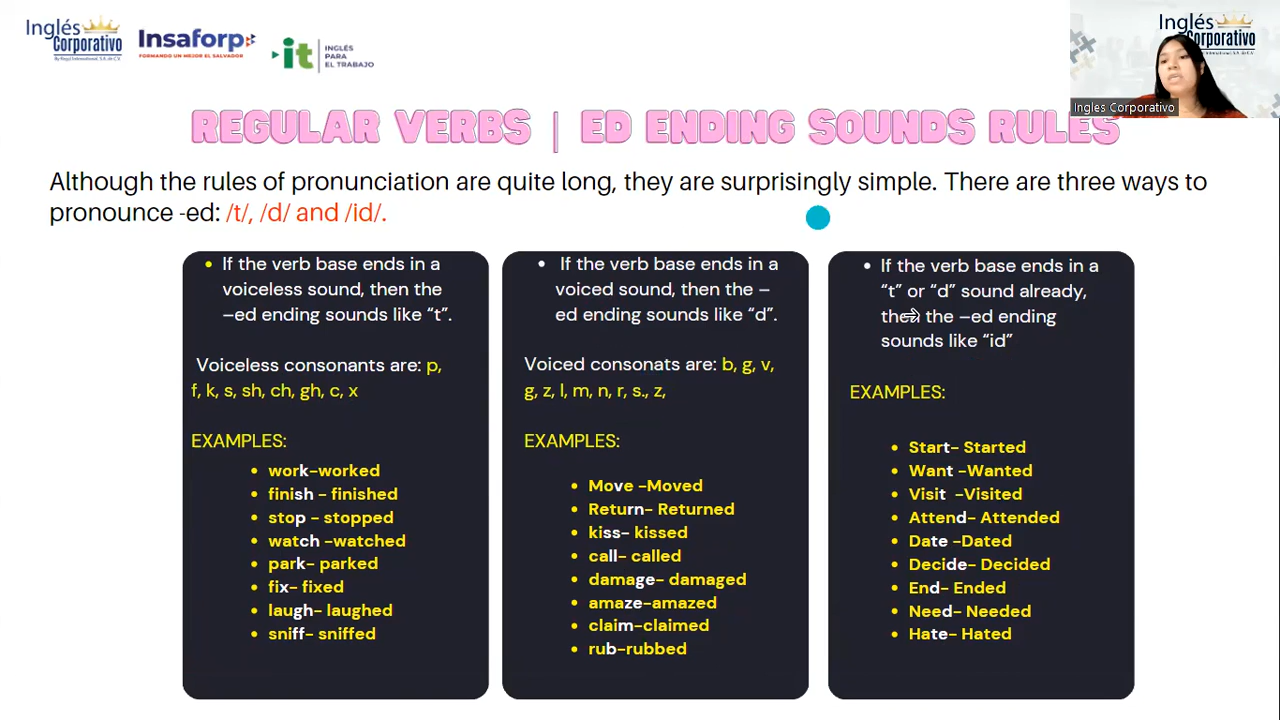 Inglés
Corporativo
By Regal International, S.A. de C.V.
Insaforp
FORMANDO UN MEJOR EL SALVADOR
it
INGLÉS
PARA
EL TRABAJO
Inglés
Corporativo
Ingles Corporativo
REGULAR VERBS | ED ENDING SOUNDS RULES
Although the rules of pronunciation are quite long, they are surprisingly simple. There are three ways to
pronounce -ed: /t/, /d/ and /id/.
• If the verb base ends in a
voiceless sound, then the
–ed ending sounds like “t”.
Voiceless consonants are: p,
f, k, s, sh, ch, gh, c, x
EXAMPLES:
• work–worked
• finish – finished
• stop – stopped
• watch –watched
• park– parked
• fix– fixed
• laugh– laughed
• sniff– sniffed
• If the verb base ends in a
voiced sound, then the –
ed ending sounds like “d”.
Voiced consonats are: b, g, v,
g, z, l, m, n, r, s., z,
EXAMPLES:
• Move –Moved
• Return– Returned
• kiss– kissed
• call– called
• damage– damaged
• amaze–amazed
• claim–claimed
• rub–rubbed
• If the verb base ends in a
“t” or “d” sound already,
then the –ed ending
sounds like “id”
EXAMPLES:
• Start– Started
• Want –Wanted
• Visit –Visited
• Attend– Attended
• Date –Dated
• Decide– Decided
• End– Ended
• Need– Needed
• Hate– Hated